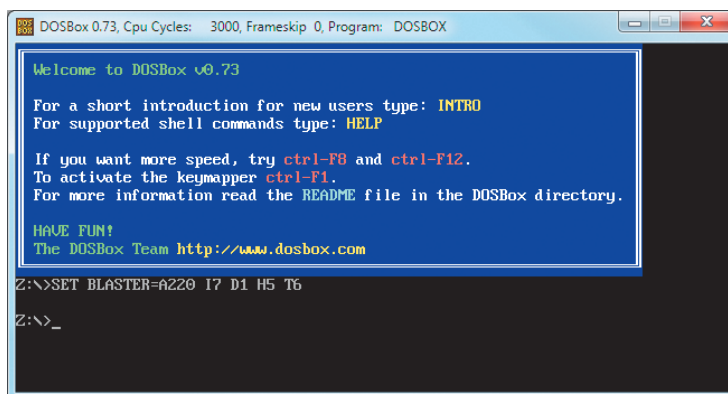 DOSBox 0.73, Cpu Cycles: 3000, Frameskip 0, Program: DOSBOX
Welcome to DOSBox v0.73
For a short introduction for new users type: INTRO
For supported shell commands type: HELP
If you want more speed, try ctrl-F8 and ctrl-F12.
To activate the keymapper ctrl-F1.
For more information read the README file in the DOSBox directory.
HAVE FUN!
The DOSBox Team http://www.dosbox.com
Z:\>SET BLASTER=A220 I7 D1 H5 T6
Z:\>_